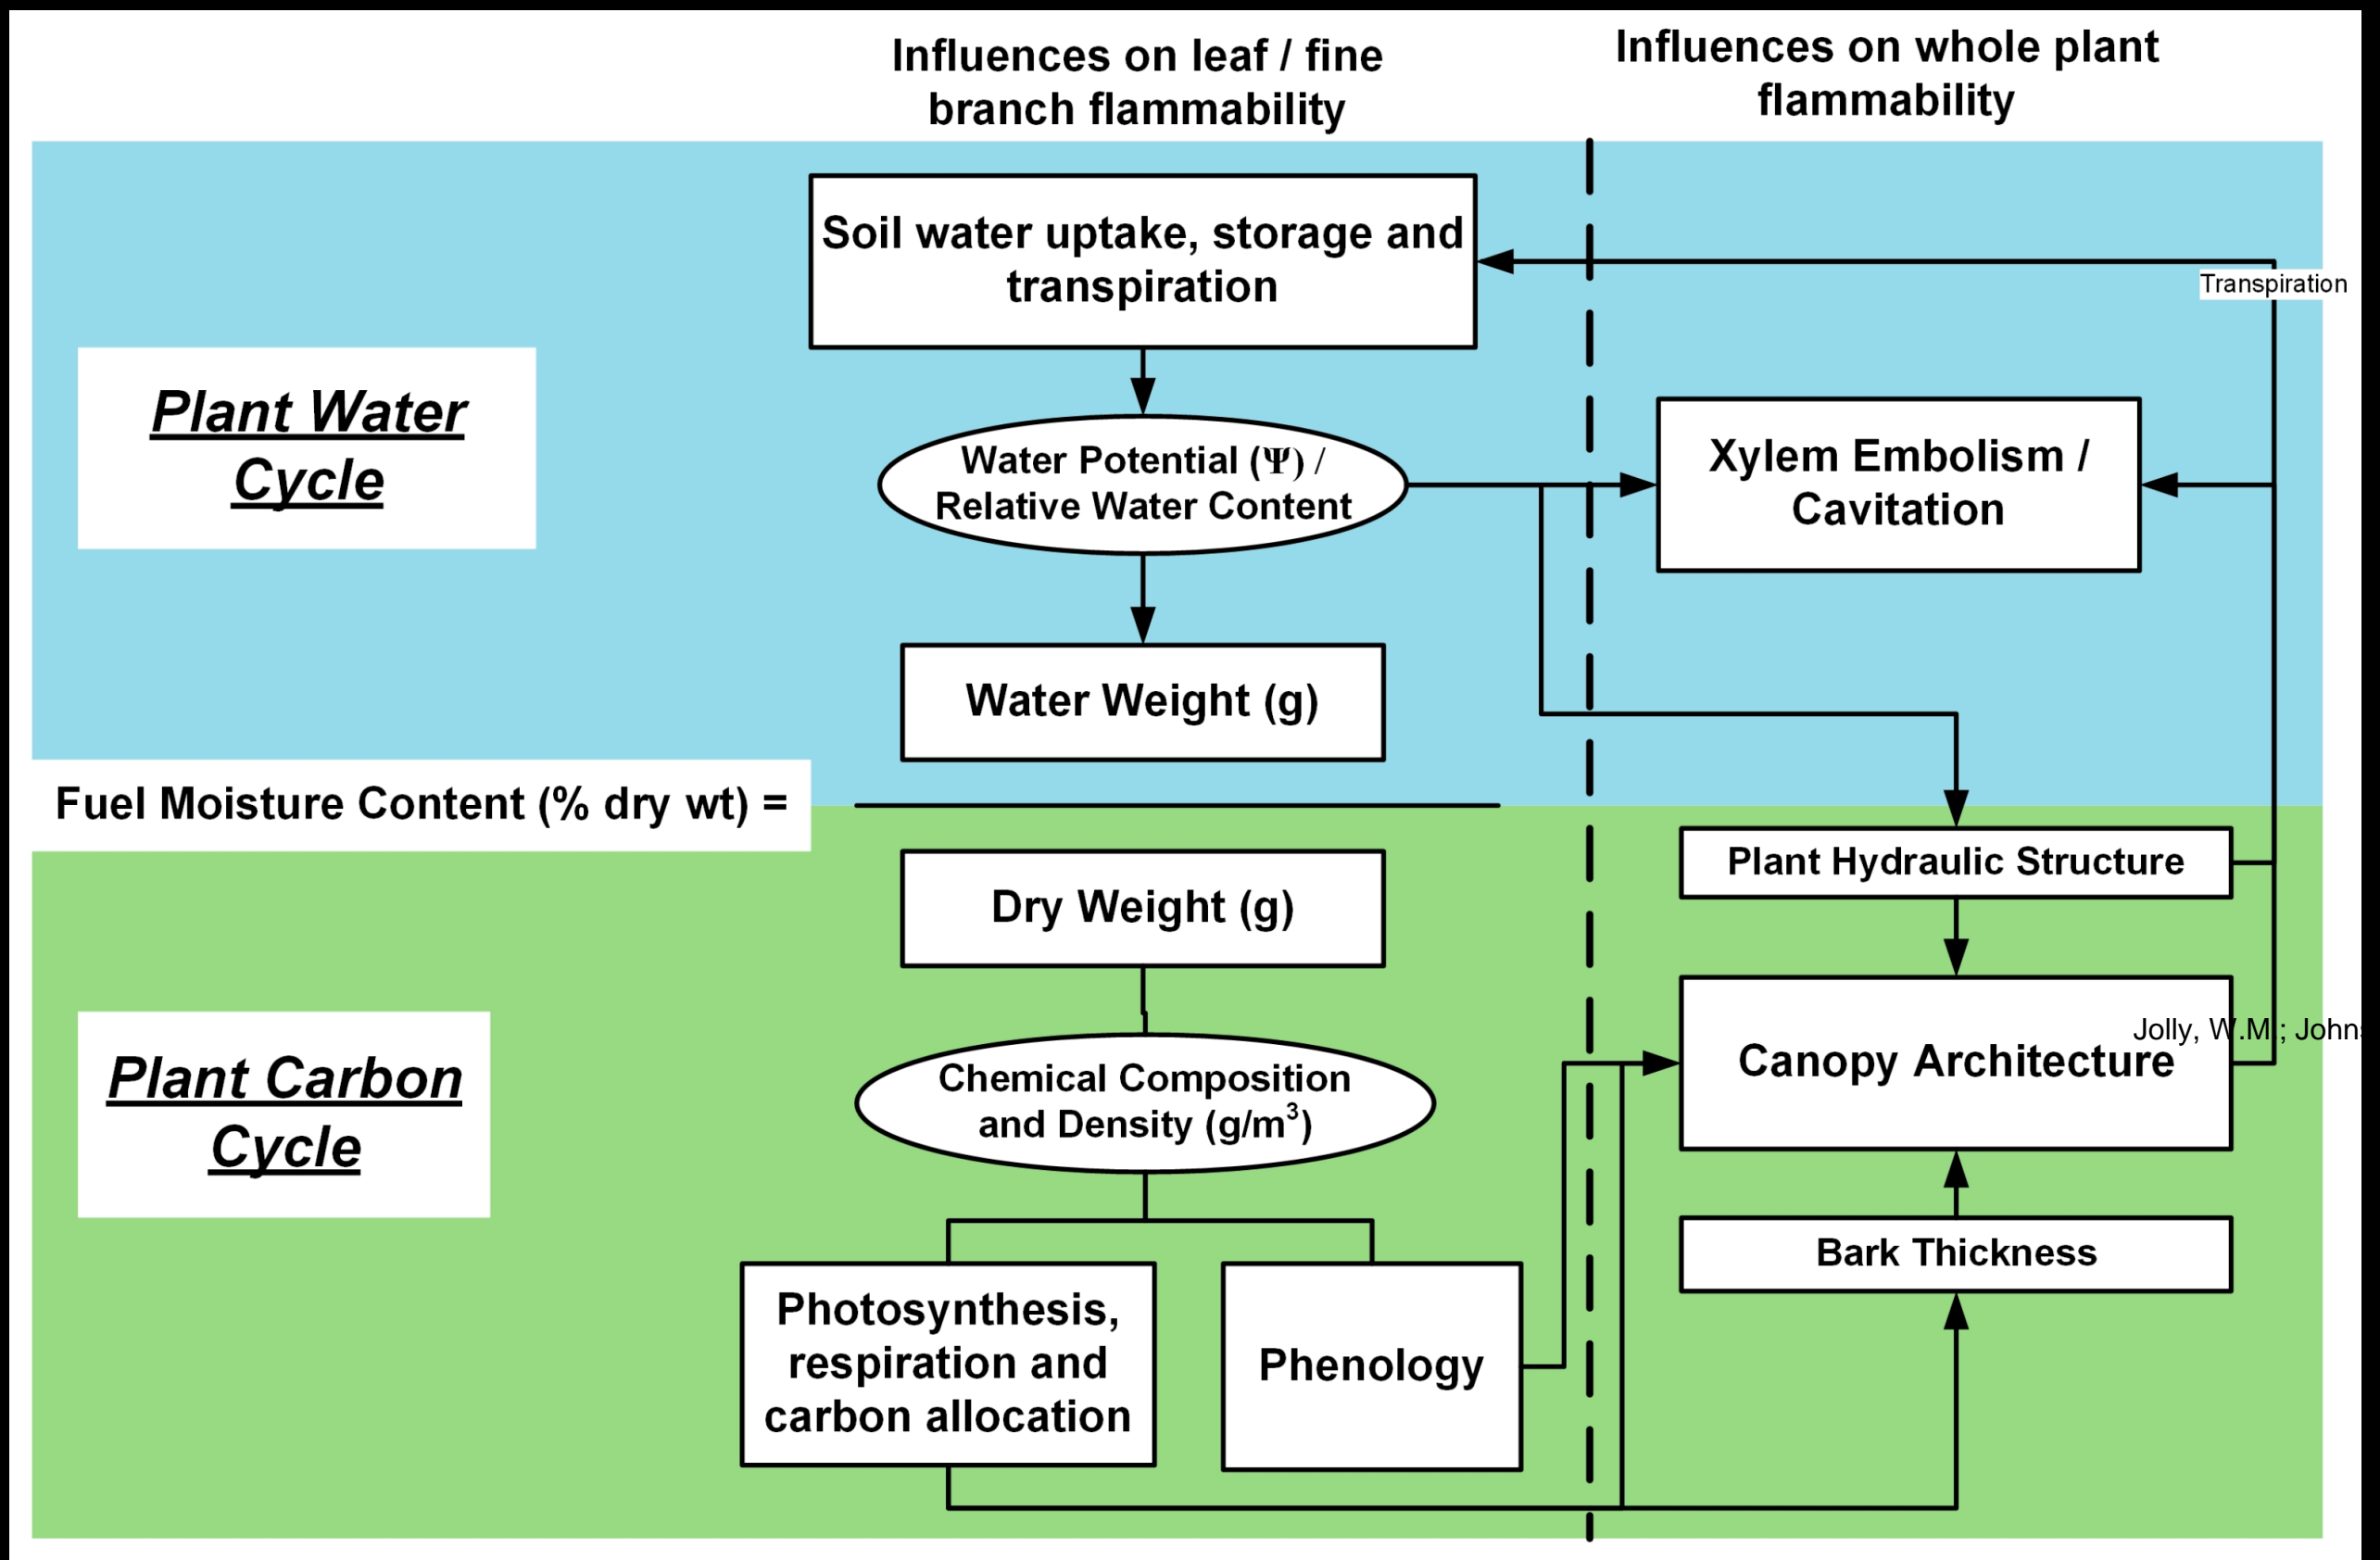 Influences on leaf / fine
branch flammability
Influences on whole plant
flammability
Soil water uptake, storage and
transpiration
Transpiration
Plant Water
Cycle
Water Potential (Ψ) /
Relative Water Content
Xylem Embolism /
Cavitation
Water Weight (g)
Fuel Moisture Content (% dry wt) =
Plant Hydraulic Structure
Dry Weight (g)
Jolly, W.M.; Johns
Canopy Architecture
Plant Carbon
Cycle
Chemical Composition
and Density (g/m³)
Bark Thickness
Photosynthesis,
respiration and
carbon allocation
Phenology